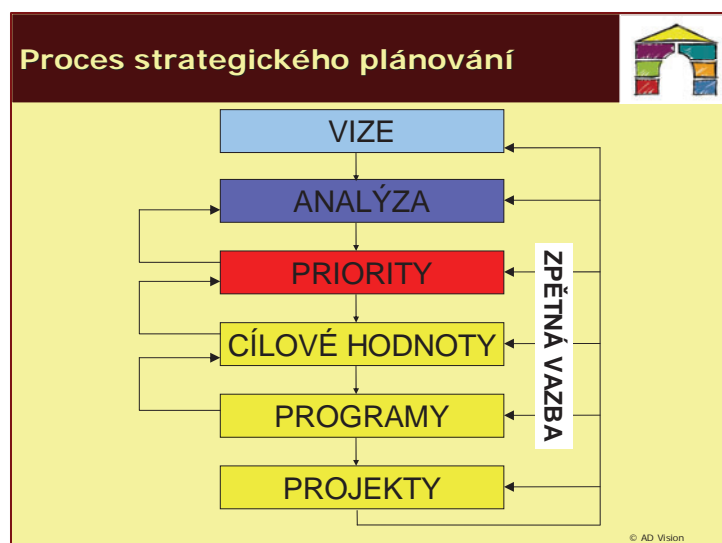 Proces strategického plánování
VIZE
ANALÝZA
PRIORITY
CÍLOVÉ HODNOTY
PROGRAMY
PROJEKTY
ZPĚTNÁ VAZBA
© AD Vision